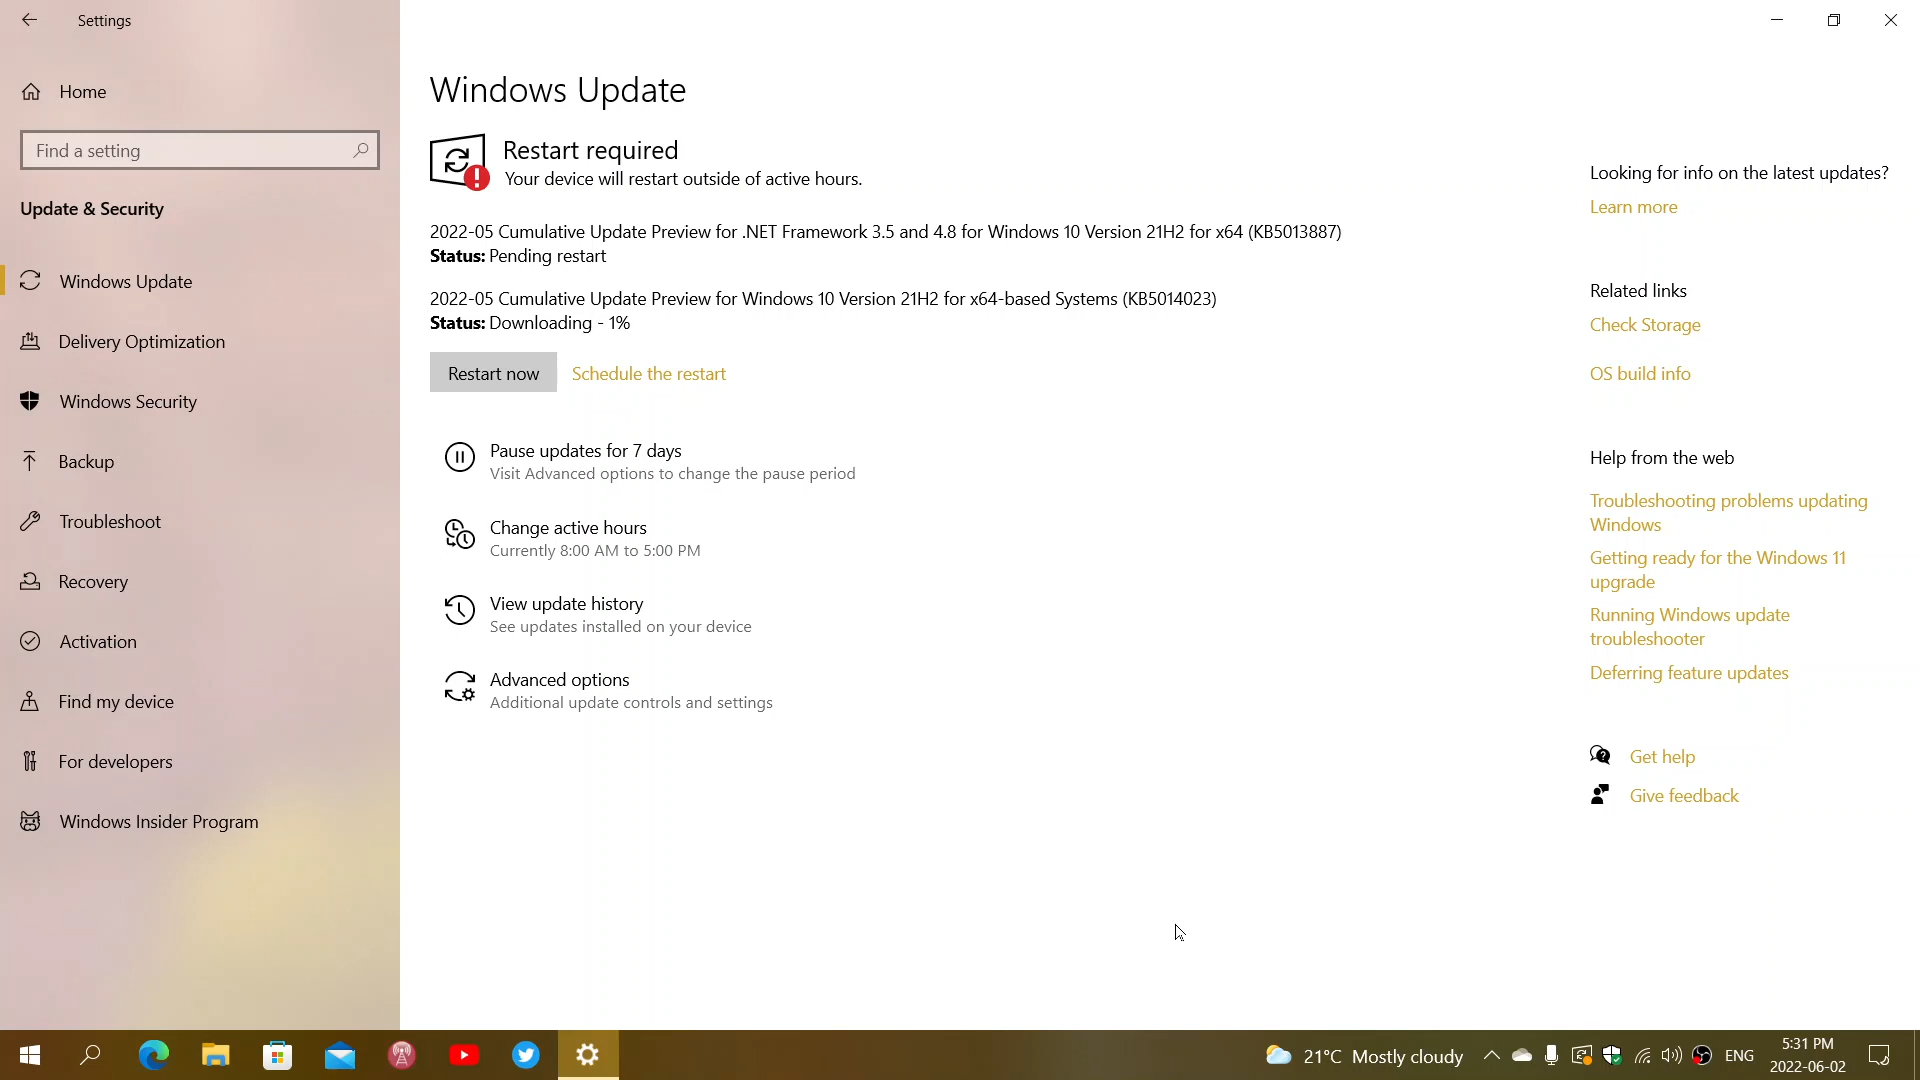 Settings
Home
Find a setting
Update & Security
Windows Update
Delivery Optimization
Windows Security
Backup
Troubleshoot
Recovery
Activation
Find my device
For developers
Windows Insider Program
Windows Update
Restart required
Your device will restart outside of active hours.
2022-05 Cumulative Update Preview for .NET Framework 3.5 and 4.8 for Windows 10 Version 21H2 for x64 (KB5013887)
Status: Pending restart
2022-05 Cumulative Update Preview for Windows 10 Version 21H2 for x64-based Systems (KB5014023)
Status: Downloading - 1%
Restart now
Schedule the restart
Pause updates for 7 days
Visit Advanced options to change the pause period
Change active hours
Currently 8:00 AM to 5:00 PM
View update history
See updates installed on your device
Advanced options
Additional update controls and settings
Looking for info on the latest updates?
Learn more
Related links
Check Storage
OS build info
Help from the web
Troubleshooting problems updating
Windows
Getting ready for the Windows 11
upgrade
Running Windows update
troubleshooter
Deferring feature updates
Get help
Give feedback
21°C Mostly cloudy
ENG
5:31 PM
2022-06-02